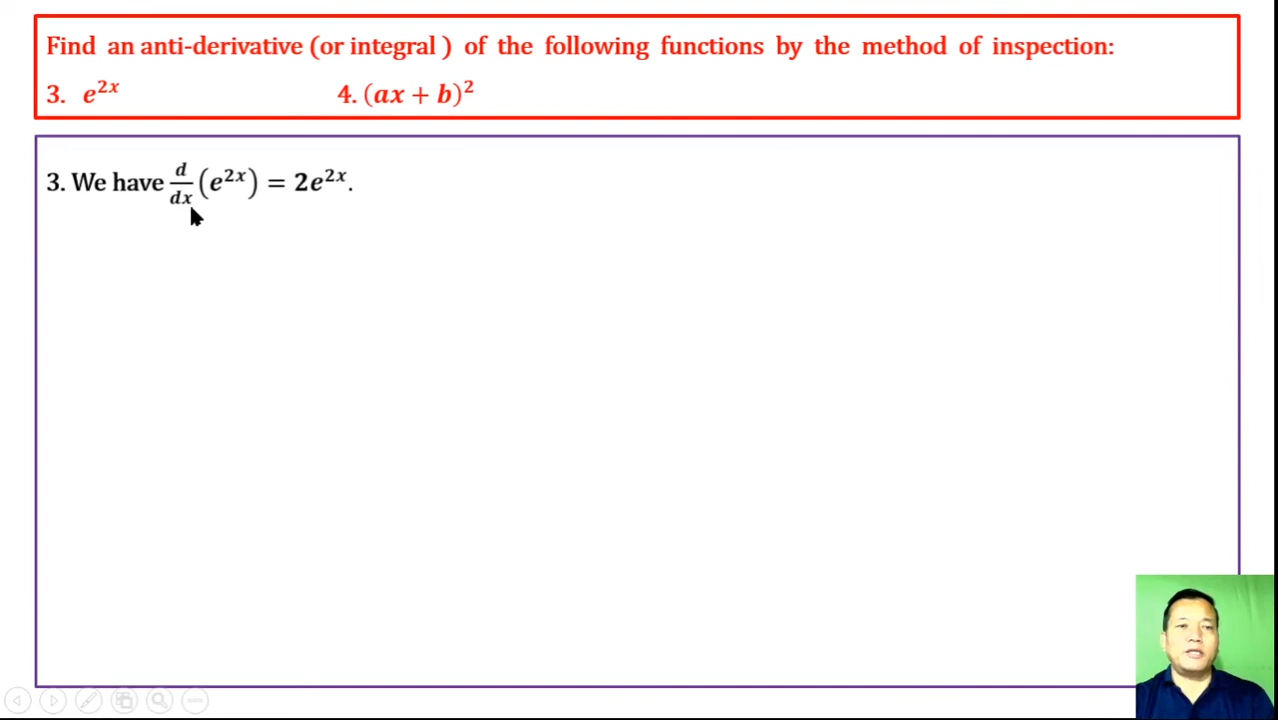 Find an anti-derivative (or integral ) of the following functions by the method of inspection:
3. e^{2x} 4. (ax + b)^2
3. We have \frac{d}{dx}(e^{2x}) = 2e^{2x}.